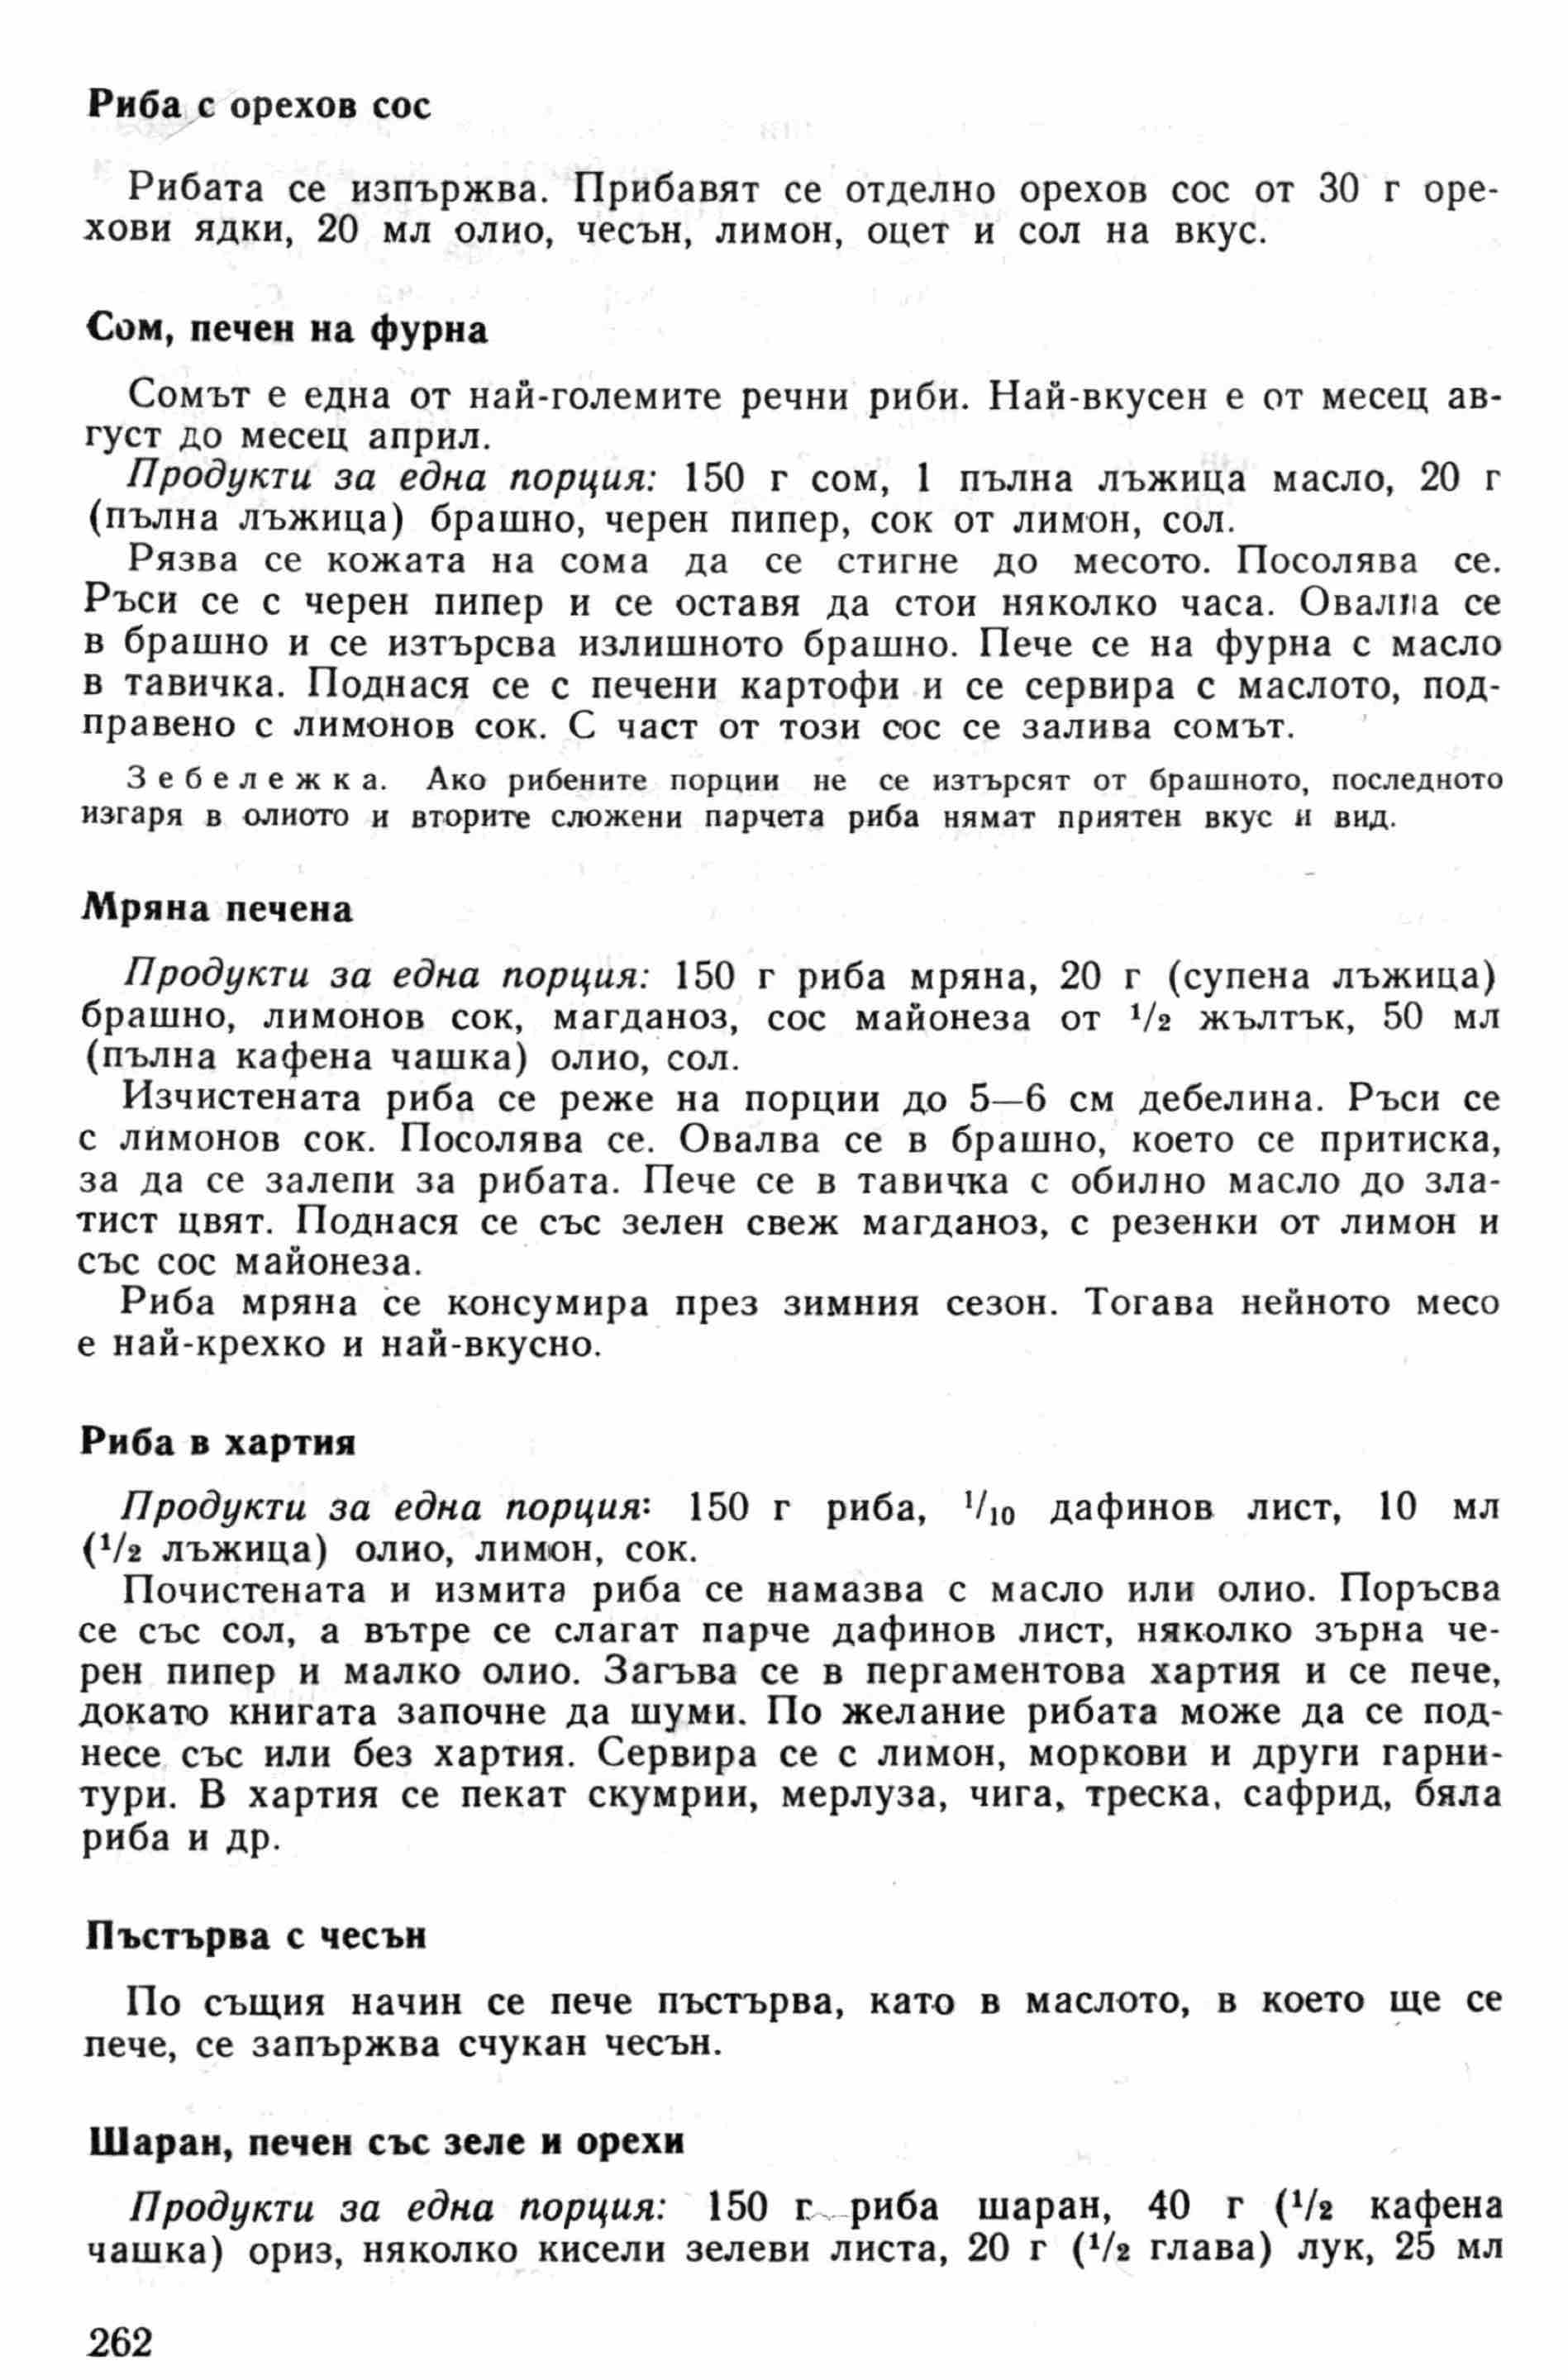 Риба с орехов сос
Рибата се изпържва. Прибавят се отделно орехов сос от 30 г оре-
хови ядки, 20 мл олио, чесън, лимон, оцет и сол на вкус.
Сом, печен на фурна
Сомът е една от най-големите речни риби. Най-вкусен е от месец ав-
густ до месец април.
Продукти за една порция: 150 г сом, 1 пълна лъжица масло, 20 г
(пълна лъжица) брашно, черен пипер, сок от лимон, сол.
Рязва се кожата на сома да се стигне до месото. Посолява се.
Ръси се с черен пипер и се оставя да стои няколко часа. Овалва се
в брашно и се изтърсва излишното брашно. Пече се на фурна с масло
в тавичка. Поднася се с печени картофи и се сервира с маслото, под-
правено с лимонов сок. С част от този сос се залива сомът.
Зебележка. Ако рибените порции не се изтърсят от брашното, последното
изгаря в олиото и вторите сложени парчета риба нямат приятен вкус и вид.
Мряна печена
Продукти за една порция: 150 г риба мряна, 20 г (супена лъжица)
брашно, лимонов сок, магданоз, сос майонеза от 1/2 жълтък, 50 мл
(пълна кафена чашка) олио, сол.
Изчистената риба се реже на порции до 5—6 см дебелина. Ръси се
с лимонов сок. Посолява се. Овалва се в брашно, което се притиска,
за да се залепи за рибата. Пече се в тавичка с обилно масло до зла-
тист цвят. Поднася се със зелен свеж магданоз, с резенки от лимон и
със сос майонеза.
Риба мряна се консумира през зимния сезон. Тогава нейното месо
е най-крехко и най-вкусно.
Риба в хартия
Продукти за една порция: 150 г риба, 1/10 дафинов лист, 10 мл
(1/2 лъжица) олио, лимон, сок.
Почистената и измита риба се намазва с масло или олио. Поръсва
се със сол, а вътре се слагат парче дафинов лист, няколко зърна че-
рен пипер и малко олио. Загъва се в пергаментова хартия и се пече,
докато книгата започне да шуми. По желание рибата може да се под-
несе със или без хартия. Сервира се с лимон, моркови и други гарни-
тури. В хартия се пекат скумрии, мерлуза, чига, треска, сафрид, бяла
риба и др.
Пъстърва с чесън
По същия начин се пече пъстърва, като в маслото, в което ще се
пече, се запържва счукан чесън.
Шаран, печен със зеле и орехи
Продукти за една порция: 150 г риба шаран, 40 г (1/2 кафена
чашка) ориз, няколко кисели зелеви листа, 20 г (1/2 глава) лук, 25 мл
262